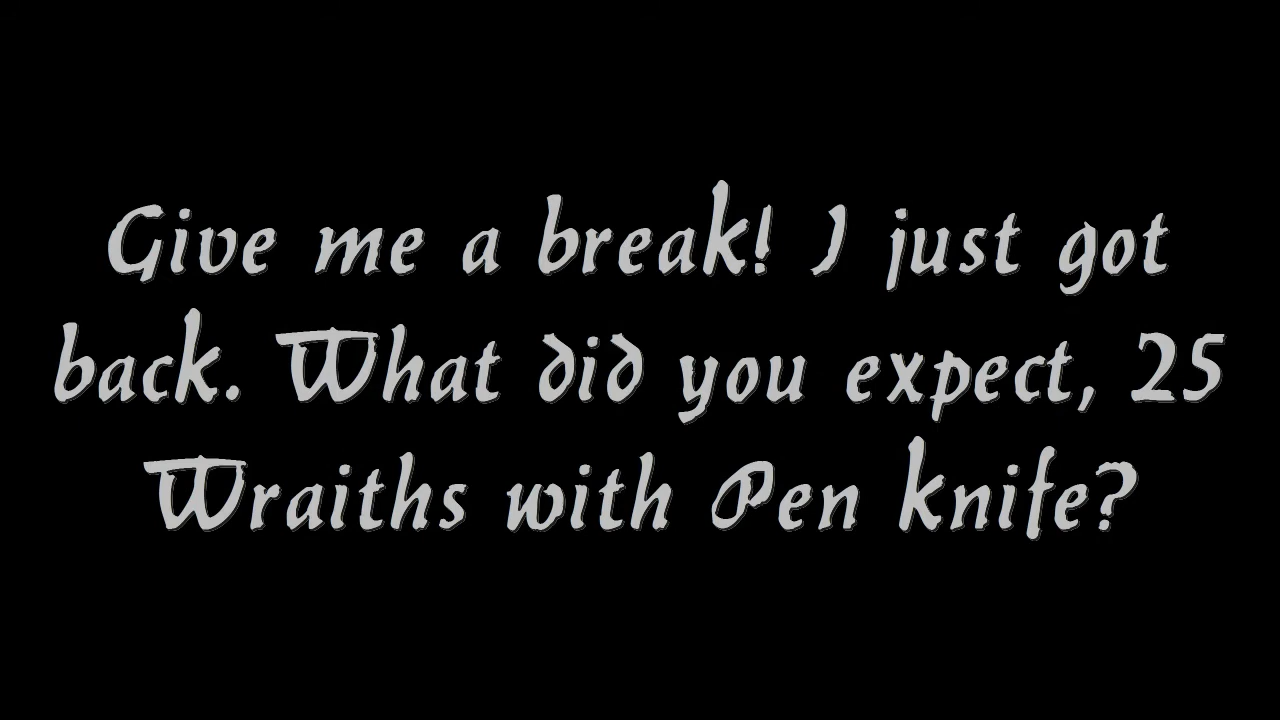 Give me a break! I just got
back. What did you expect, 25
Wraiths with Pen knife?